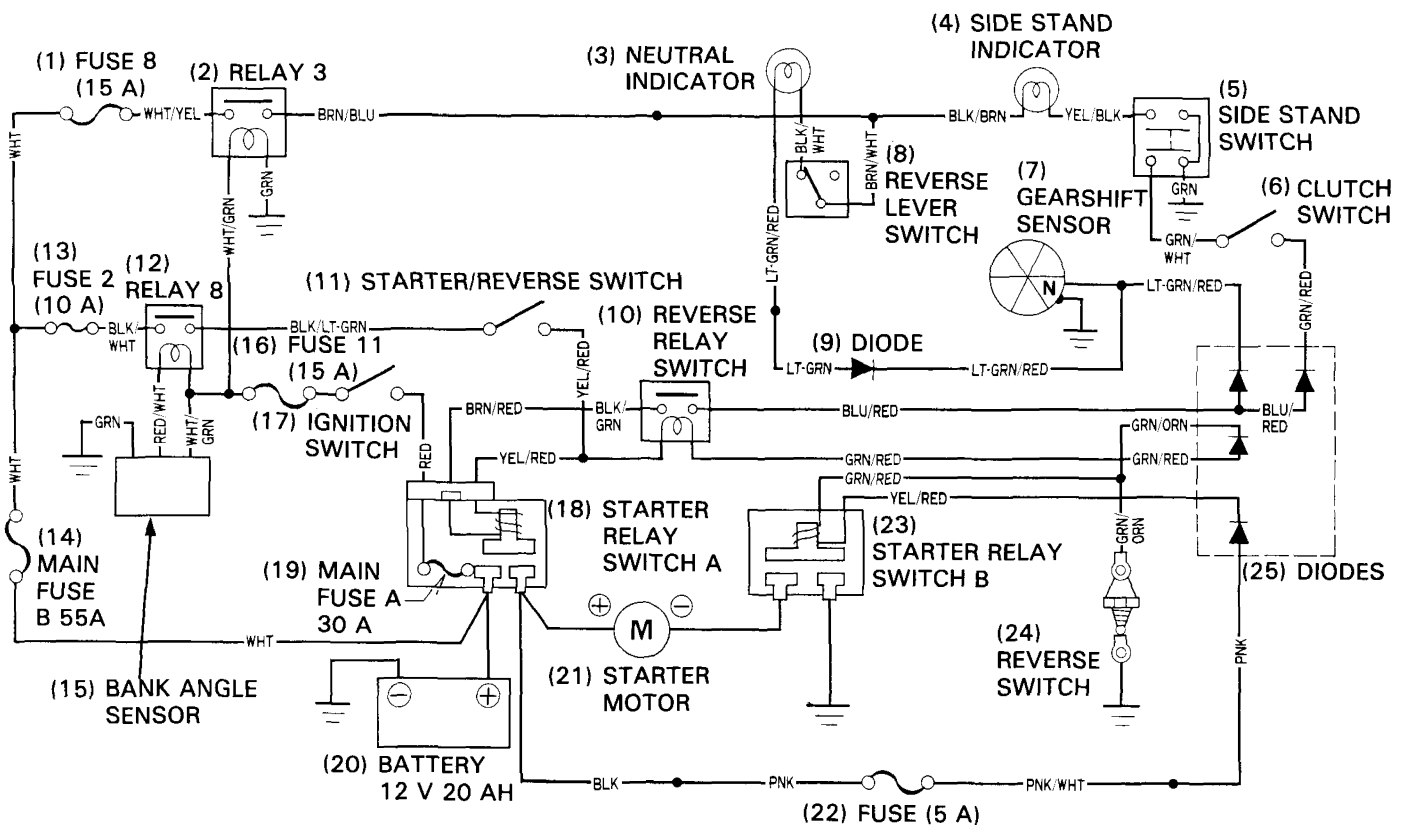 (4) SIDE STAND
INDICATOR
(3) NEUTRAL
INDICATOR
(1) FUSE 8
(15 A)
(2) RELAY 3
(5)
SIDE STAND
SWITCH
WHT/YEL
BRN/BLU
BLK/BRN
YEL/BLK
WHT
BLK/
WHT
BRN/WHT
(8)
REVERSE
LEVER
SWITCH
(7)
GEARSHIFT
SENSOR
GRN
(6) CLUTCH
SWITCH
GRN
WHT/GRN
LT-GRN/RED
GRN/
WHT
(13)
FUSE 2
(10 A)
(12)
RELAY 8
(11) STARTER/REVERSE SWITCH
N
LT-GRN/RED
GRN/RED
BLK/
WHT
BLK/LT-GRN
(10) REVERSE
RELAY
SWITCH
(16) FUSE 11
(15 A)
YEL/RED
(9) DIODE
LT-GRN
LT-GRN/RED
(17) IGNITION
SWITCH
RED/WHT
WHT/
GRN
GRN
BRN/RED
BLK/
GRN
BLU/RED
BLU/
RED
GRN/ORN
RED
YEL/RED
GRN/RED
GRN/RED
WHT
GRN/RED
YEL/RED
(18) STARTER
RELAY
SWITCH A
(23)
STARTER RELAY
SWITCH B
GRN/
ORN
(14)
MAIN
FUSE
B 55A
(19) MAIN
FUSE A
30 A
(25) DIODES
+
M
−
WHT
(24)
REVERSE
SWITCH
PNK
(15) BANK ANGLE
SENSOR
−
+
(21) STARTER
MOTOR
(20) BATTERY
12 V 20 AH
BLK
PNK
PNK/WHT
(22) FUSE (5 A)